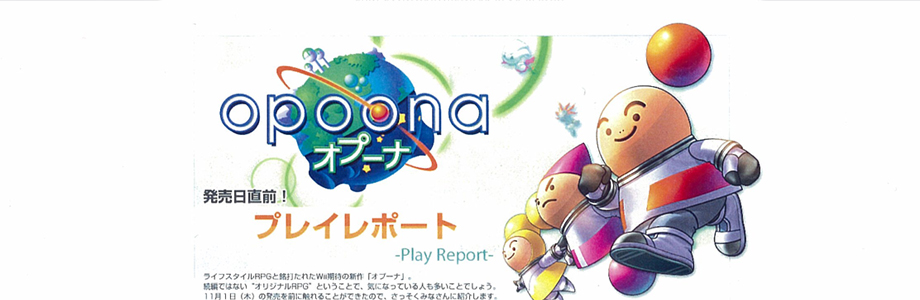 opoona
オプーナ
発売日直前！
プレイレポート
-Play Report-
ライフスタイルRPGと銘打たれたWii期待の新作「オプーナ」。
続編ではない“オリジナルRPG”ということで、気になっている人も多いことでしょう。
11月1日（木）の発売を前に触れることができたので、さっそくみなさんに紹介します。